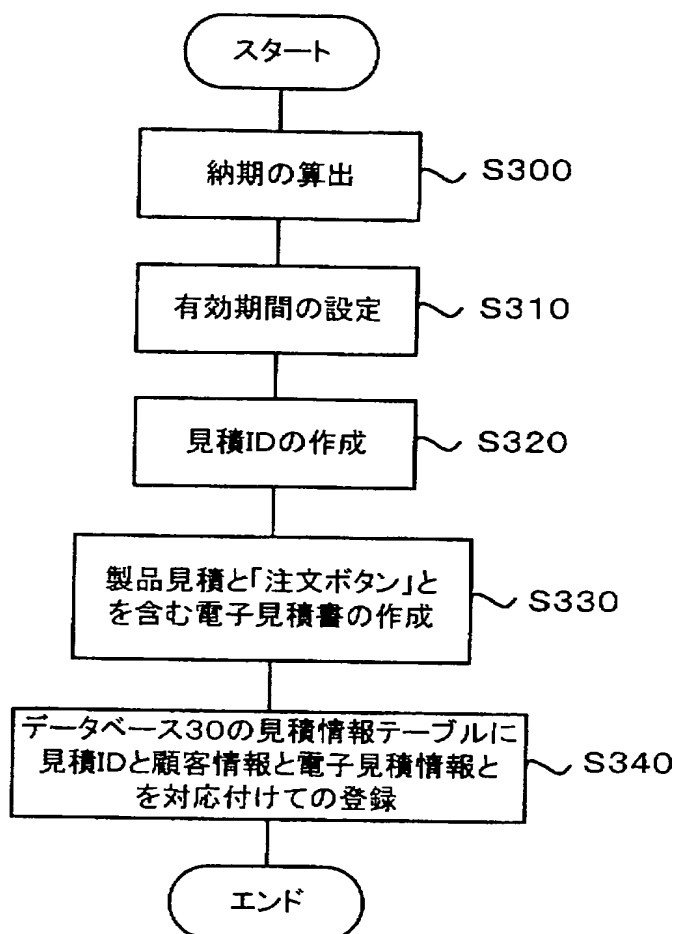 スタート
納期の算出
S300
有効期間の設定
S310
見積IDの作成
S320
製品見積と「注文ボタン」と
を含む電子見積書の作成
S330
データベース30の見積情報テーブルに
見積IDと顧客情報と電子見積情報と
を対応付けての登録
S340
エンド